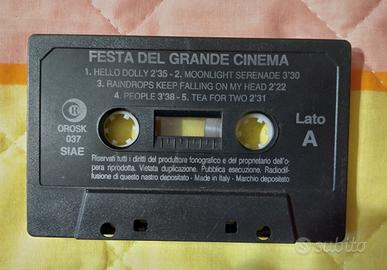 FESTA DEL GRANDE CINEMA
1. HELLO DOLLY 2'35 - 2. MOONLIGHT SERENADE 3'30
3. RAINDROPS KEEP FALLING ON MY HEAD 2'22
4. PEOPLE 3'38 - 5. TEA FOR TWO 2'31
R
OROSK
037
SIAE
Lato
A
Riservati tutti i diritti del produttore fonografico e del proprietario dell'o-
pera riprodotta. Vietata duplicazione. Pubblica esecuzione. Radiodif-
fusione di questo nastro depositato - Made in Italy - Marchio depositato
subito